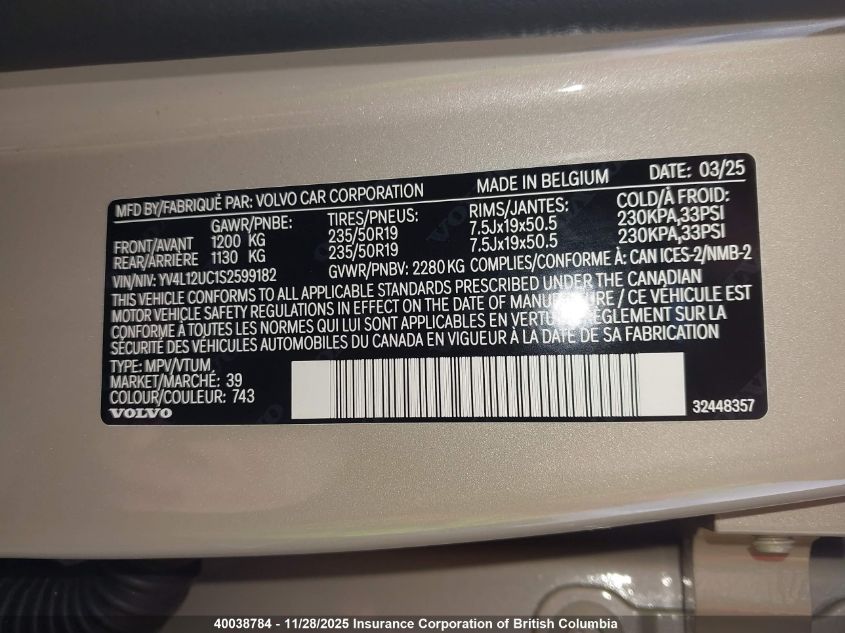 MFD BY/FABRIQUÉ PAR: VOLVO CAR CORPORATION MADE IN BELGIUM DATE: 03/25
GAWR/PNBE: TIRES/PNEUS: RIMS/JANTES: COLD/À FROID:
FRONT/AVANT 1200 KG 235/50R19 7.5Jx19x50.5 230KPA,33PSI
REAR/ARRIÈRE 1130 KG 235/50R19 7.5Jx19x50.5 230KPA,33PSI
GVWR/PNBV: 2280 KG COMPLIES/CONFORME À: CAN ICES-2/NMB-2
VIN/NIV: YV4L12UC1S2599182
THIS VEHICLE CONFORMS TO ALL APPLICABLE STANDARDS PRESCRIBED UNDER THE CANADIAN
MOTOR VEHICLE SAFETY REGULATIONS IN EFFECT ON THE DATE OF MANUFACTURE / CE VÉHICULE EST
CONFORME À TOUTES LES NORMES QUI LUI SONT APPLICABLES EN VERTU RÈGLEMENT SUR LA
SÉCURITÉ DES VÉHICULES AUTOMOBILES DU CANADA EN VIGUEUR À LA DATE DE SA FABRICATION
TYPE: MPV/VTUM
MARKET/MARCHÉ: 39
COLOUR/COULEUR: 743
VOLVO
32448357
40038784 - 11/28/2025 Insurance Corporation of British Columbia